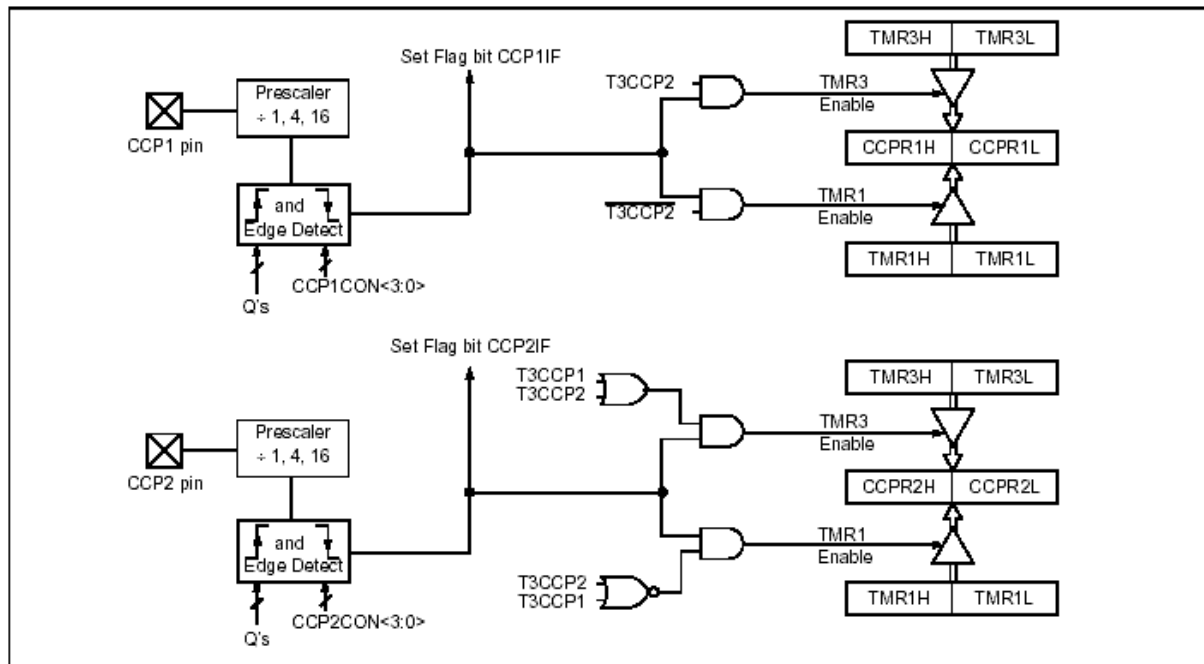 TMR3H TMR3L
Set Flag bit CCP1IF
T3CCP2
TMR3
Enable
Prescaler
÷ 1, 4, 16
CCP1 pin
CCPR1H CCPR1L
and
Edge Detect
T3CCP2
TMR1
Enable
TMR1H TMR1L
CCP1CON<3:0>
Q's
Set Flag bit CCP2IF
TMR3H TMR3L
T3CCP1
T3CCP2
TMR3
Enable
Prescaler
÷ 1, 4, 16
CCP2 pin
CCPR2H CCPR2L
and
Edge Detect
TMR1
Enable
T3CCP2
T3CCP1
TMR1H TMR1L
CCP2CON<3:0>
Q's